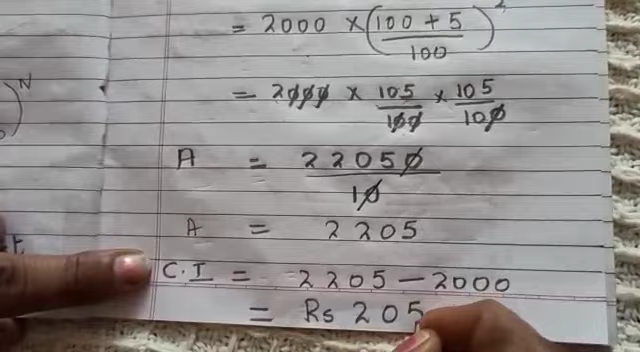 = 2000 × (100 + 5 / 100)²
)ᴺ
= 2000 × 105/100 × 105/100
A = 22050/10
A = 2205
C.I = 2205 − 2000
= Rs 205